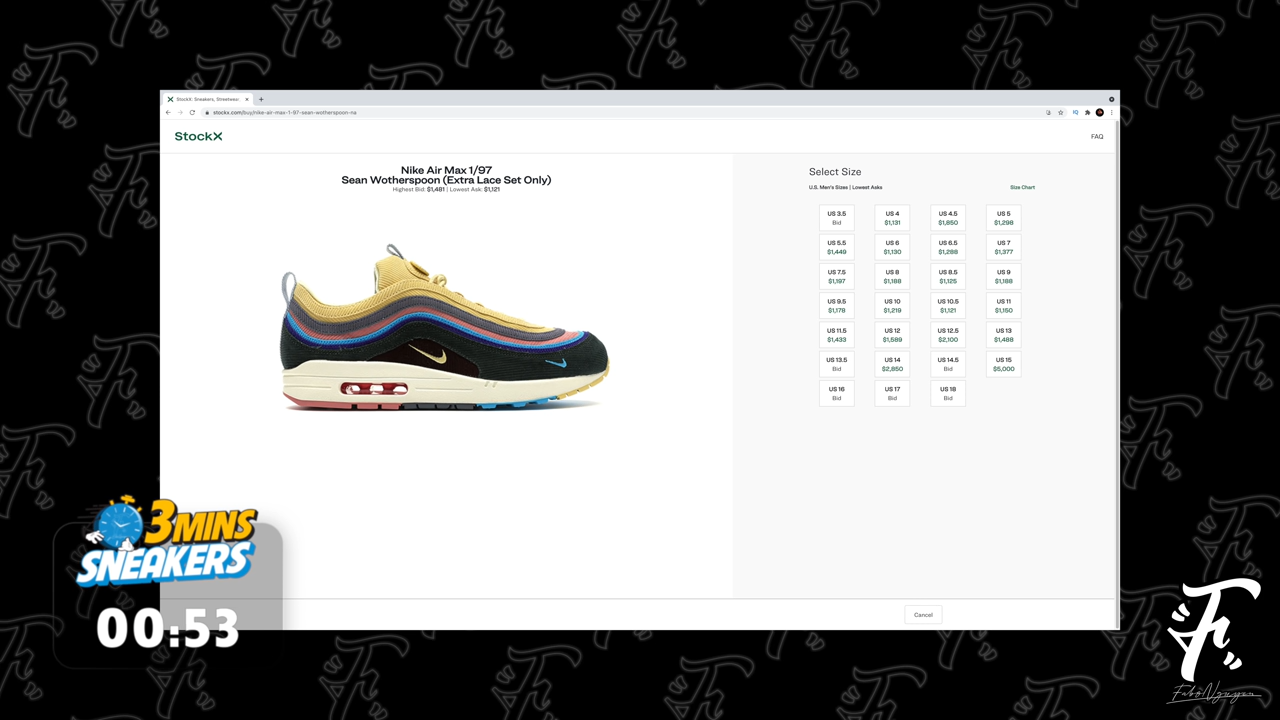 StockX: Sneakers, Streetwear,
stockx.com/buy/nike-air-max-1-97-sean-wotherspoon-na
StockX
FAQ
Nike Air Max 1/97
Sean Wotherspoon (Extra Lace Set Only)
Highest Bid: $1,481 | Lowest Ask: $1,121
Select Size
U.S. Men's Sizes | Lowest Asks
Size Chart
US 3.5 US 4 US 4.5 US 5
Bid $1,131 $1,650 $1,298
US 5.5 US 6 US 6.5 US 7
$1,449 $1,130 $1,288 $1,377
US 7.5 US 8 US 8.5 US 9
$1,197 $1,188 $1,125 $1,188
US 9.5 US 10 US 10.5 US 11
$1,178 $1,219 $1,121 $1,150
US 11.5 US 12 US 12.5 US 13
$1,433 $1,589 $2,100 $1,488
US 13.5 US 14 US 14.5 US 15
Bid $2,850 Bid $5,000
US 16 US 17 US 18
Bid Bid Bid
Cancel
3MINS
SNEAKERS
00:53
Fabo Nguyen